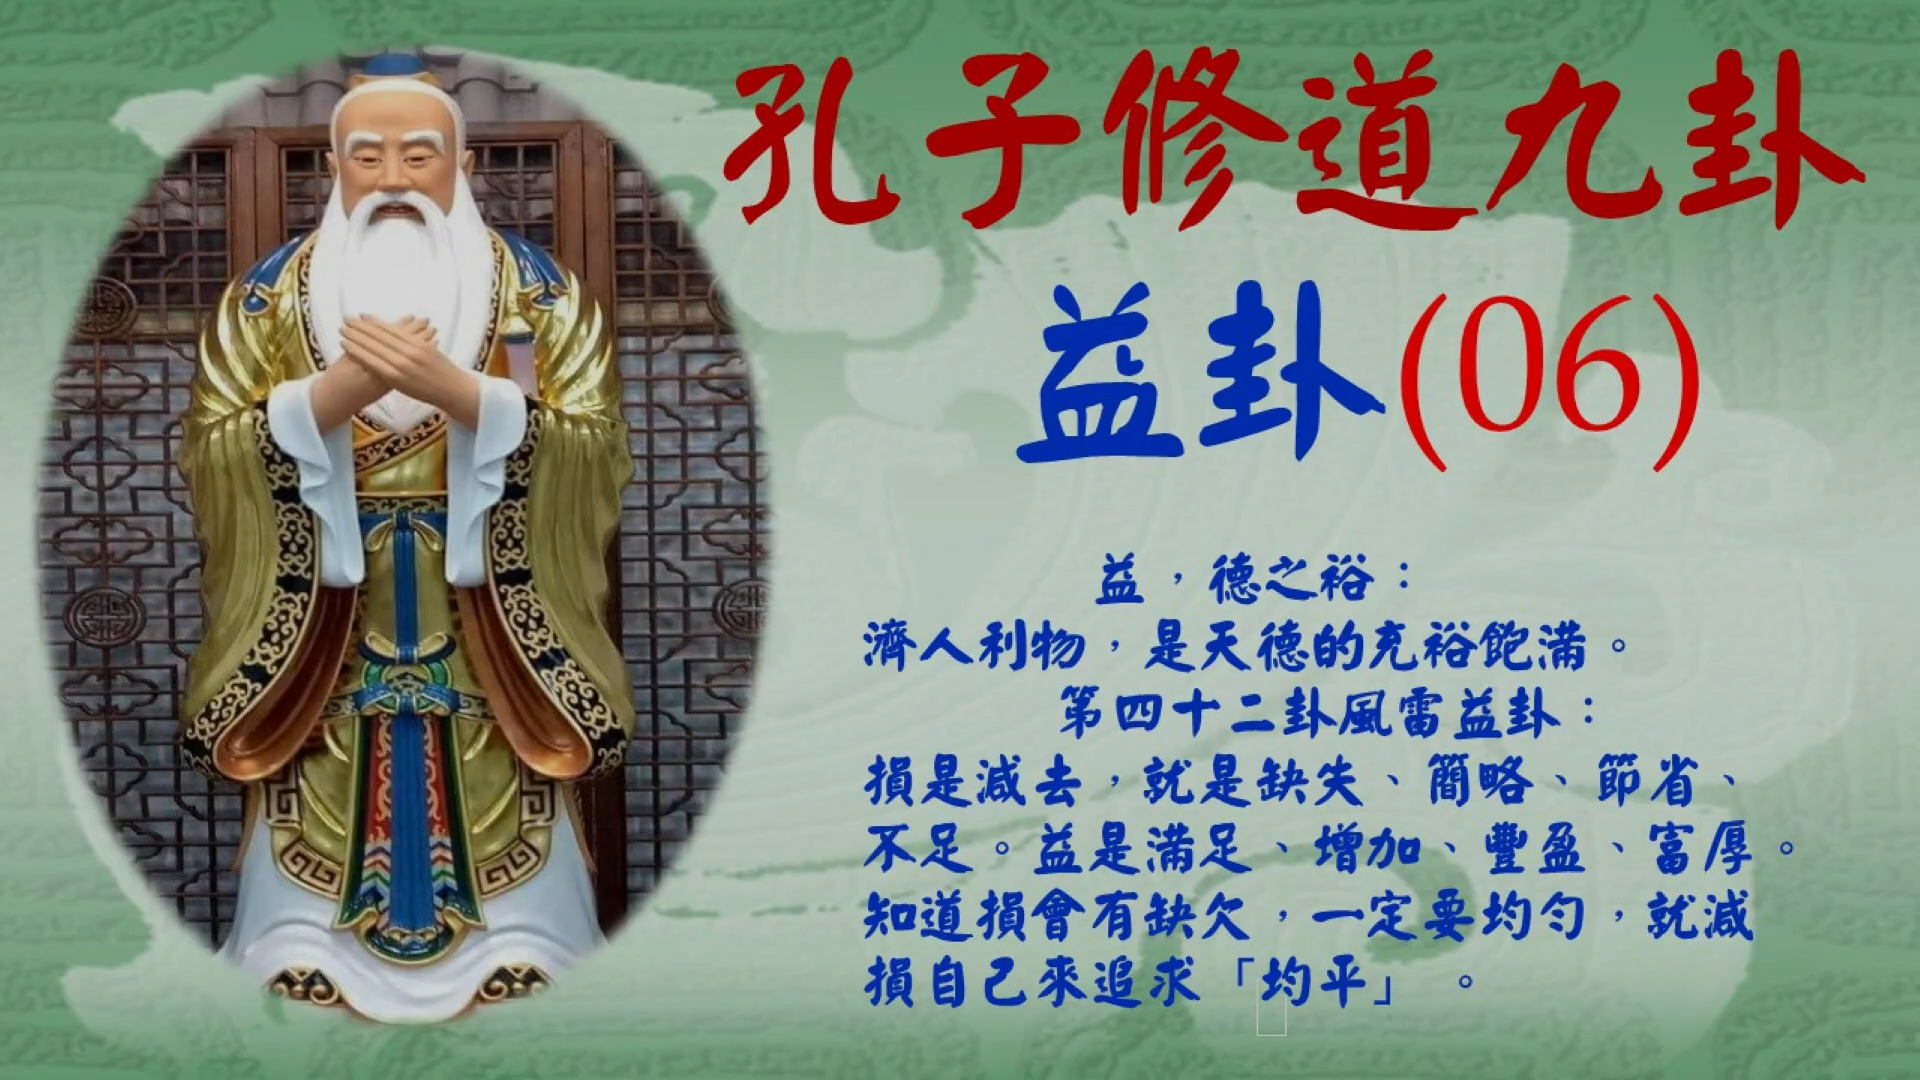 孔子修道九卦
益卦(06)
益，德之裕：
濟人利物，是天德的充裕飽滿。
第四十二卦風雷益卦：
損是減去，就是缺失、簡略、節省、
不足。益是滿足、增加、豐盈、富厚。
知道損會有缺欠，一定要均勻，就減
損自己來追求「均平」。